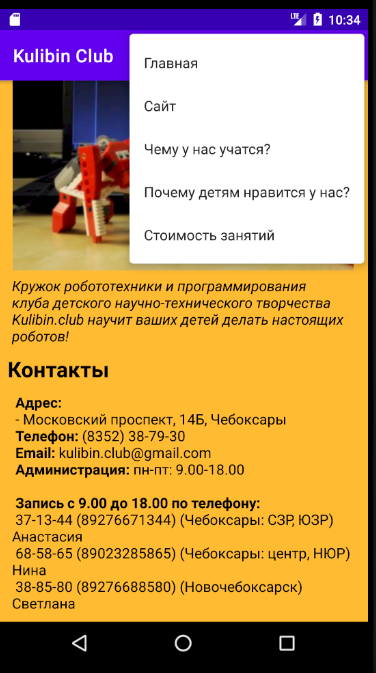 LTE 10:34
Kulibin Club
Главная
Сайт
Чему у нас учатся?
Почему детям нравится у нас?
Стоимость занятий
Кружок робототехники и программирования
клуба детского научно-технического творчества
Kulibin.club научит ваших детей делать настоящих
роботов!
Контакты
Адрес:
- Московский проспект, 14Б, Чебоксары
Телефон: (8352) 38-79-30
Email: kulibin.club@gmail.com
Администрация: пн-пт: 9.00-18.00
Запись с 9.00 до 18.00 по телефону:
37-13-44 (89276671344) (Чебоксары: СЗР, ЮЗР)
Анастасия
68-58-65 (89023285865) (Чебоксары: центр, НЮР)
Нина
38-85-80 (89276688580) (Новочебоксарск)
Светлана